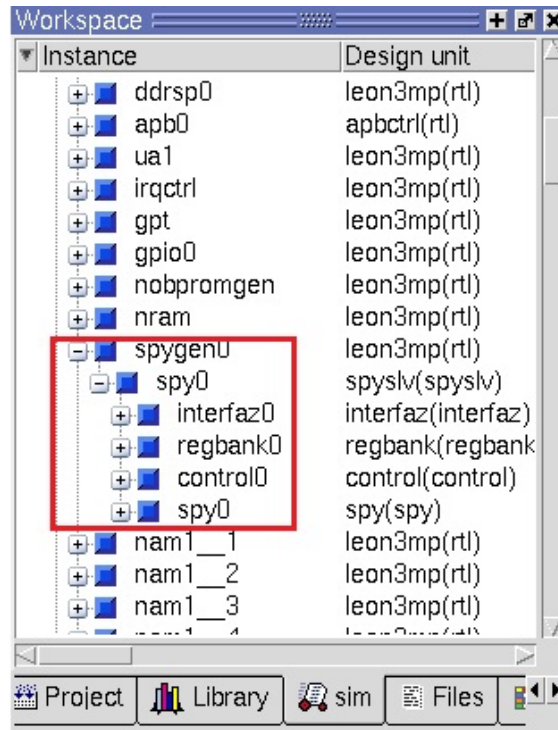 Workspace
Instance Design unit
ddrsp0 leon3mp(rtl)
apb0 apbctrl(rtl)
ua1 leon3mp(rtl)
irqctrl leon3mp(rtl)
gpt leon3mp(rtl)
gpio0 leon3mp(rtl)
nobpromgen leon3mp(rtl)
nram leon3mp(rtl)
spygen0 leon3mp(rtl)
spy0 spyslv(spyslv)
interfaz0 interfaz(interfaz)
regbank0 regbank(regbank
control0 control(control)
spy0 spy(spy)
nam1__1 leon3mp(rtl)
nam1__2 leon3mp(rtl)
nam1__3 leon3mp(rtl)
Project Library sim Files